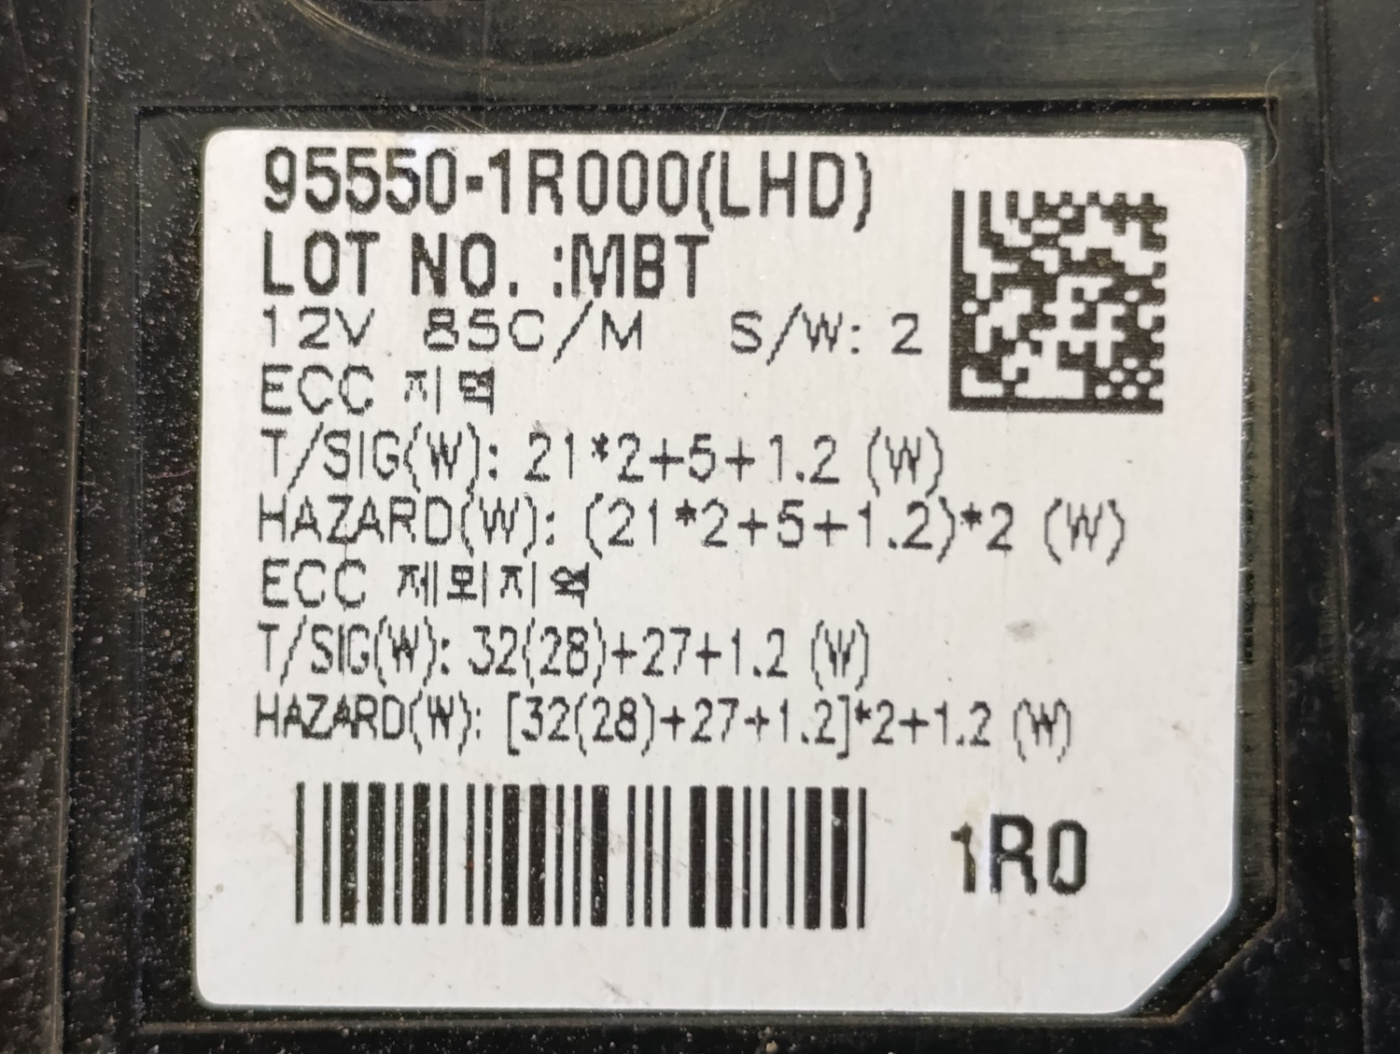 95550-1R000(LHD)
LOT NO. :MBT
12V 85C/M S/W: 2
ECC 지역
T/SIG(W): 21*2+5+1.2 (W)
HAZARD(W): (21*2+5+1.2)*2 (W)
ECC 제외지역
T/SIG(W): 32(28)+27+1.2 (W)
HAZARD(W): [32(28)+27+1.2]*2+1.2 (W)
1R0